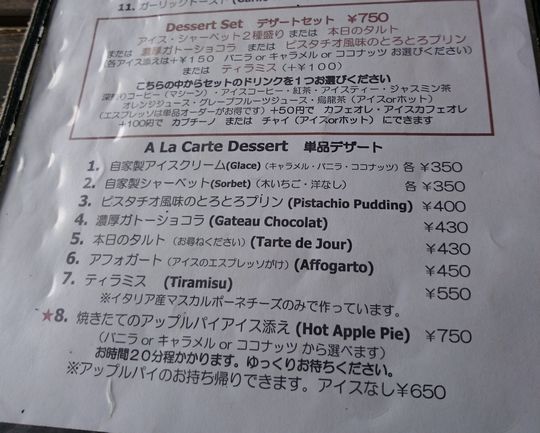 11. ガーリックトースト
Dessert Set デザートセット ¥750
アイス・シャーベット2種盛り または 本日のタルト
または 濃厚ガトーショコラ または ピスタチオ風味のとろとろプリン
各アイス添えは+¥150 バニラ or キャラメル or ココナッツ お選びください)
または ティラミス (+¥100)
こちらの中からセットのドリンクを1つお選びください
深煎りコーヒー(マシーン)・アイスコーヒー・紅茶・アイスティー・ジャスミン茶
オレンジジュース・グレープフルーツジュース・烏龍茶(アイスorホット)
(エスプレッソは単品オーダーがお得です) +50円で カフェオレ・アイスカフェオレ
+100円で カプチーノ または チャイ(アイスorホット)にできます
A La Carte Dessert 単品デザート
1. 自家製アイスクリーム(Glace) (キャラメル・バニラ・ココナツ) 各¥350
2. 自家製シャーベット(Sorbet) (木いちご・洋なし) 各¥350
3. ピスタチオ風味のとろとろプリン(Pistachio Pudding) ¥400
4. 濃厚ガトーショコラ(Gateau Chocolat) ¥430
5. 本日のタルト (お尋ねください) (Tarte de Jour) ¥430
6. アフォガート(アイスのエスプレッソがけ) (Affogarto) ¥450
7. ティラミス (Tiramisu) ¥550
※イタリア産マスカルポーネチーズのみで作っています。
★8. 焼きたてのアップルパイアイス添え(Hot Apple Pie) ¥750
(バニラ or キャラメル or ココナッツ から選べます)
お時間20分程かかります。ゆっくりお待ちください。
※アップルパイのお持ち帰りできます。アイスなし¥650